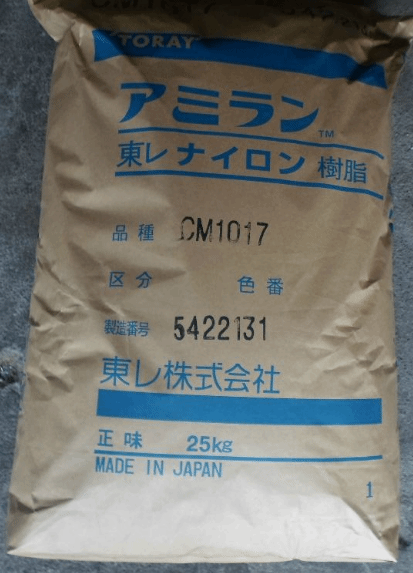 TORAY
アミラン™
東レナイロン樹脂
品種 CM1017
区分 色番
製造番号 5422131
東レ株式会社
正味 25kg
MADE IN JAPAN
1